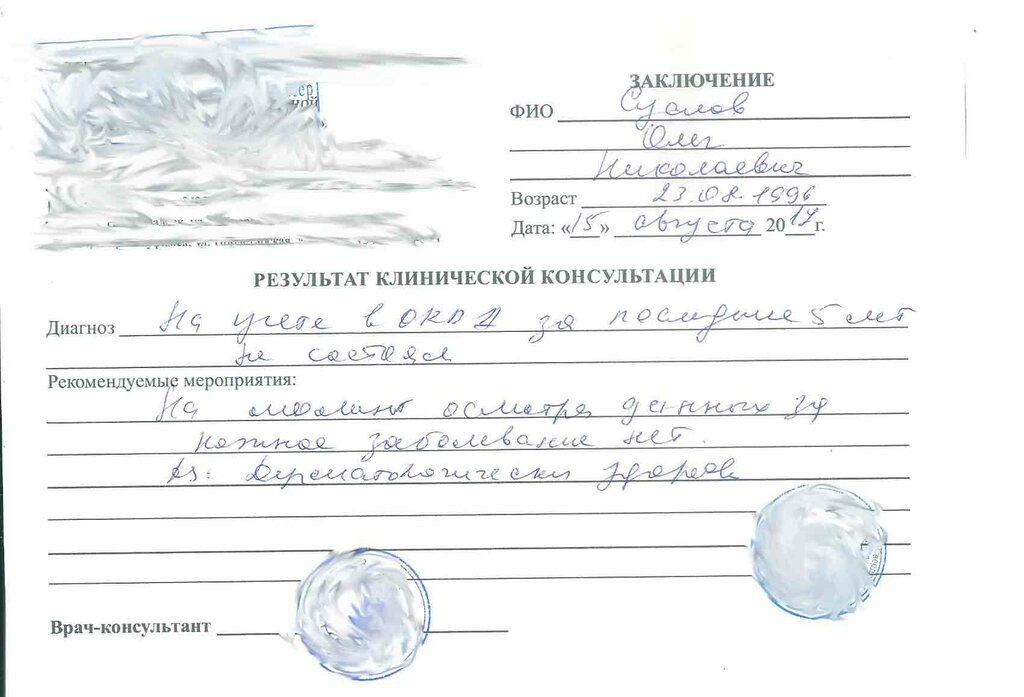 ЗАКЛЮЧЕНИЕ
ФИО Суслов
Олег
Николаевич
Возраст 23.08.1996
Дата: «15» августа 2017г.
РЕЗУЛЬТАТ КЛИНИЧЕСКОЙ КОНСУЛЬТАЦИИ
Диагноз На учете в ОКВД за последние 5 лет
не состоял
Рекомендуемые мероприятия:
На момент осмотра данных за
кожное заболевание нет.
Ds: Дерматологически здоров
Врач-консультант